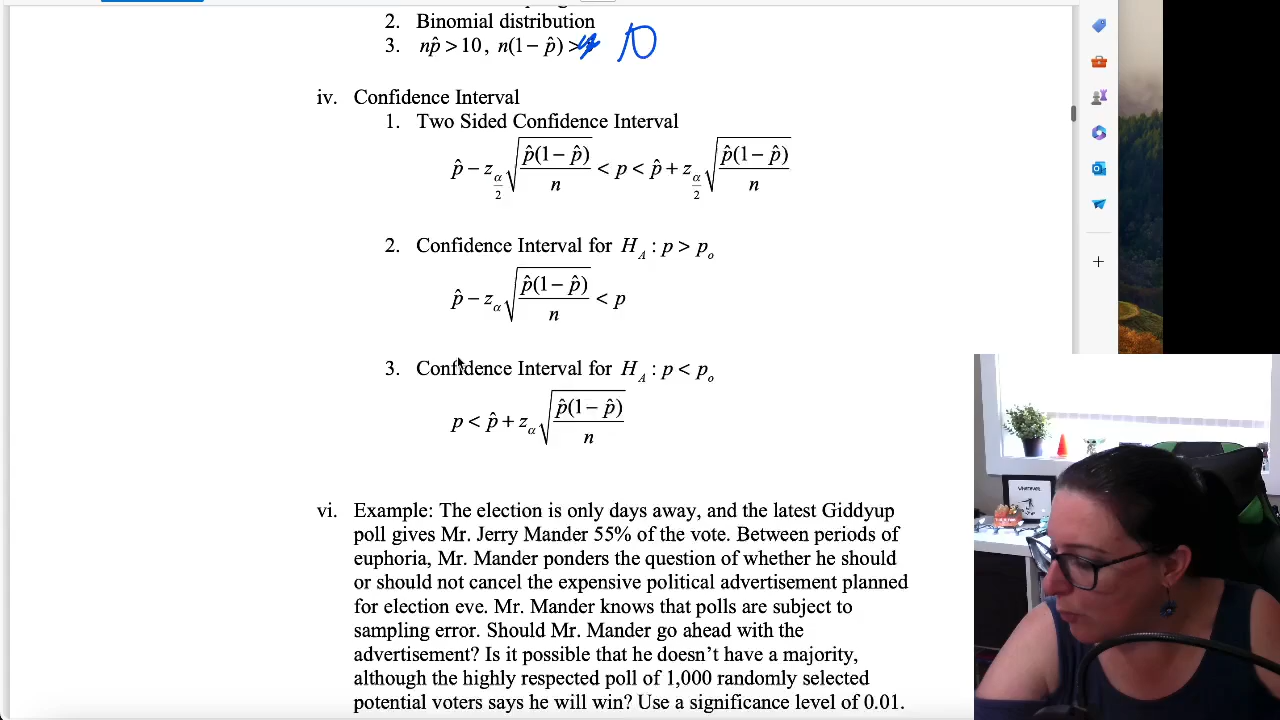 2. Binomial distribution
3. np̂ > 10, n(1 − p̂) > 10
iv. Confidence Interval
1. Two Sided Confidence Interval
p̂ − z_{α/2} √(p̂(1 − p̂)/n) < p < p̂ + z_{α/2} √(p̂(1 − p̂)/n)
2. Confidence Interval for H_A : p > p_o
p̂ − z_α √(p̂(1 − p̂)/n) < p
3. Confidence Interval for H_A : p < p_o
p < p̂ + z_α √(p̂(1 − p̂)/n)
vi. Example: The election is only days away, and the latest Giddyup
poll gives Mr. Jerry Mander 55% of the vote. Between periods of
euphoria, Mr. Mander ponders the question of whether he should
or should not cancel the expensive political advertisement planned
for election eve. Mr. Mander knows that polls are subject to
sampling error. Should Mr. Mander go ahead with the
advertisement? Is it possible that he doesn't have a majority,
although the highly respected poll of 1,000 randomly selected
potential voters says he will win? Use a significance level of 0.01.